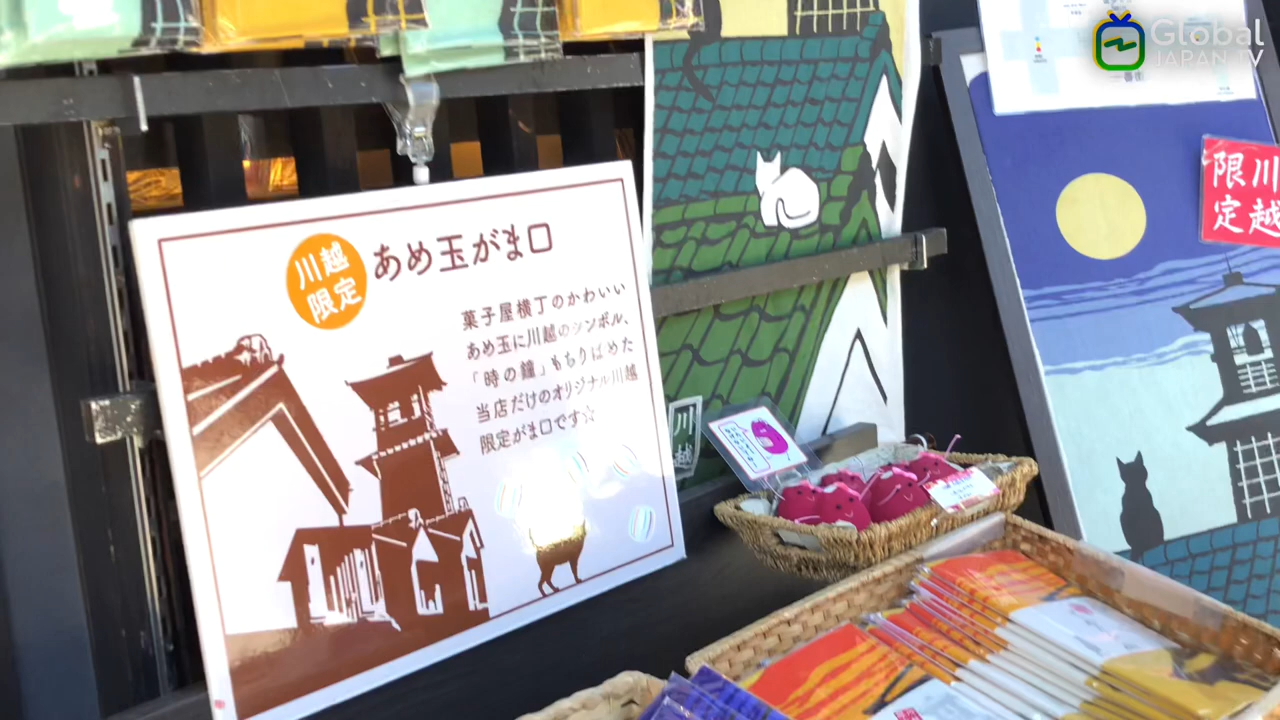 Global
JAPAN TV
川越
限定
あめ玉がま口
菓子屋横丁のかわいい
あめ玉に川越のシンボル、
「時の鐘」もちりばめた
当店だけのオリジナル川越
限定がま口です☆
川越
川越
限定